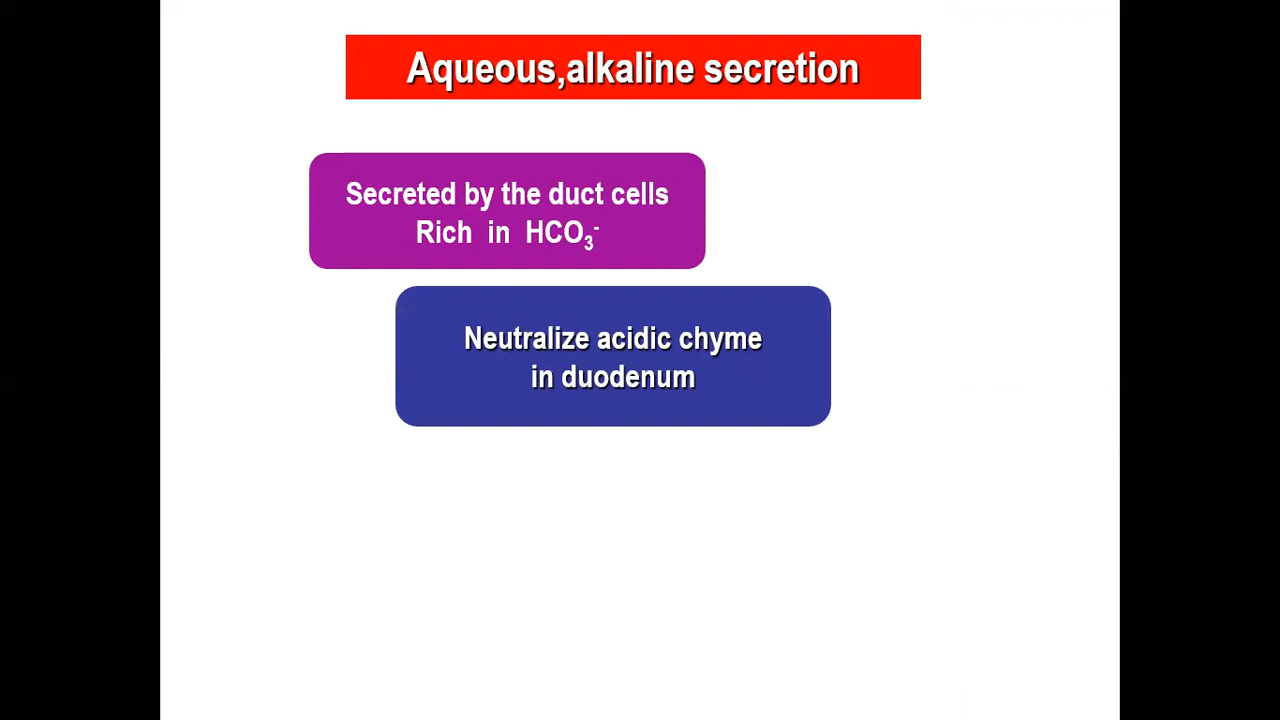 Aqueous,alkaline secretion
Secreted by the duct cells
Rich in HCO₃⁻
Neutralize acidic chyme
in duodenum